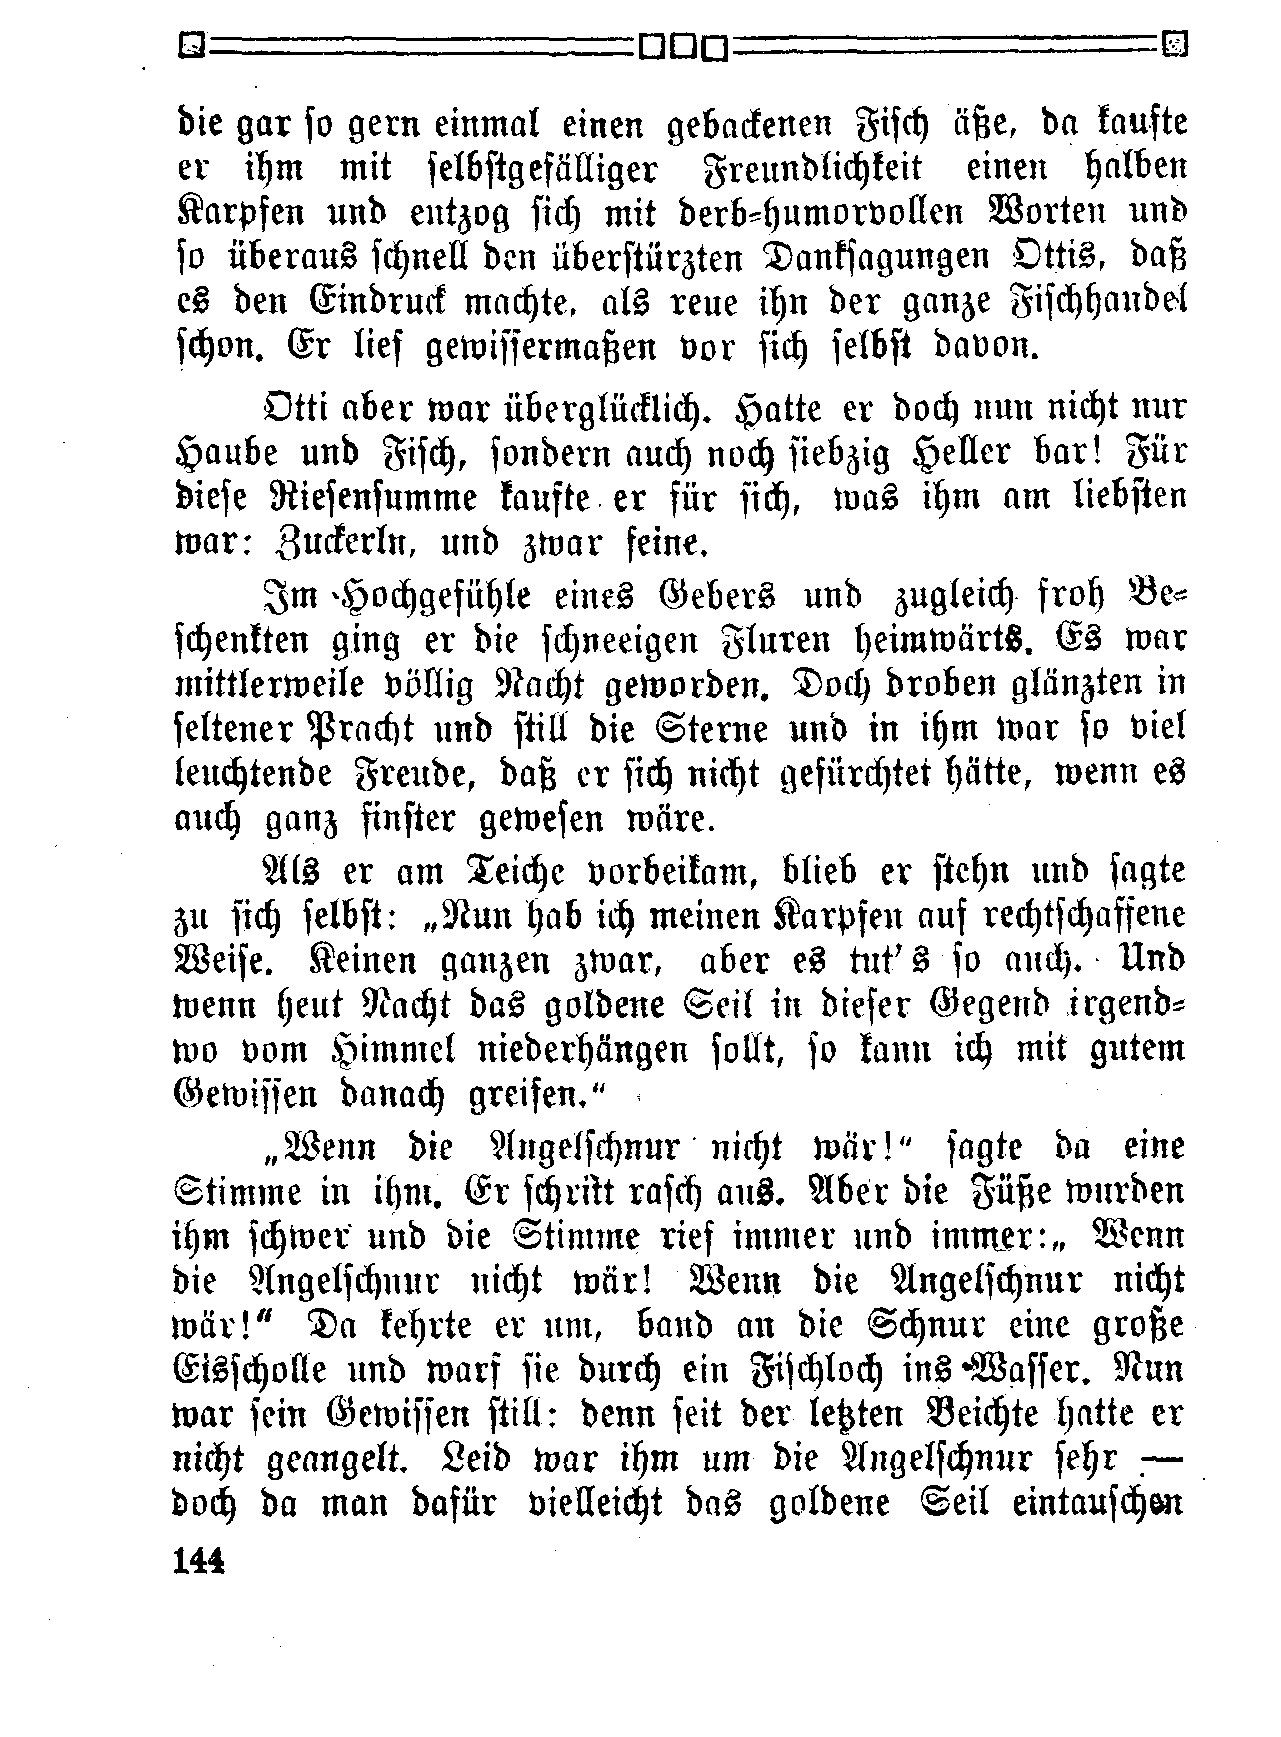 die gar so gern einmal einen gebackenen Fisch äße, da kaufte
er ihm mit selbstgefälliger Freundlichkeit einen halben
Karpfen und entzog sich mit derb-humorvollen Worten und
so überaus schnell den überstürzten Danksagungen Ottis, daß
es den Eindruck machte, als reue ihn der ganze Fischhandel
schon. Er lief gewissermaßen vor sich selbst davon.
Otti aber war überglücklich. Hatte er doch nun nicht nur
Haube und Fisch, sondern auch noch siebzig Heller bar! Für
diese Riesensumme kaufte er für sich, was ihm am liebsten
war: Zuckerln, und zwar feine.
Im Hochgefühle eines Gebers und zugleich froh Be-
schenkten ging er die schneeigen Fluren heimwärts. Es war
mittlerweile völlig Nacht geworden. Doch droben glänzten in
seltener Pracht und still die Sterne und in ihm war so viel
leuchtende Freude, daß er sich nicht gefürchtet hätte, wenn es
auch ganz finster gewesen wäre.
Als er am Teiche vorbeikam, blieb er stehn und sagte
zu sich selbst: „Nun hab ich meinen Karpfen auf rechtschaffene
Weise. Keinen ganzen zwar, aber es tut's so auch. Und
wenn heut Nacht das goldene Seil in dieser Gegend irgend-
wo vom Himmel niederhängen sollt, so kann ich mit gutem
Gewissen danach greifen.“
„Wenn die Angelschnur nicht wär!“ sagte da eine
Stimme in ihm. Er schritt rasch aus. Aber die Füße wurden
ihm schwer und die Stimme rief immer und immer:„ Wenn
die Angelschnur nicht wär! Wenn die Angelschnur nicht
wär!“ Da kehrte er um, band an die Schnur eine große
Eisscholle und warf sie durch ein Fischloch ins Wasser. Nun
war sein Gewissen still: denn seit der letzten Beichte hatte er
nicht geangelt. Leid war ihm um die Angelschnur sehr —
doch da man dafür vielleicht das goldene Seil eintauschen
144